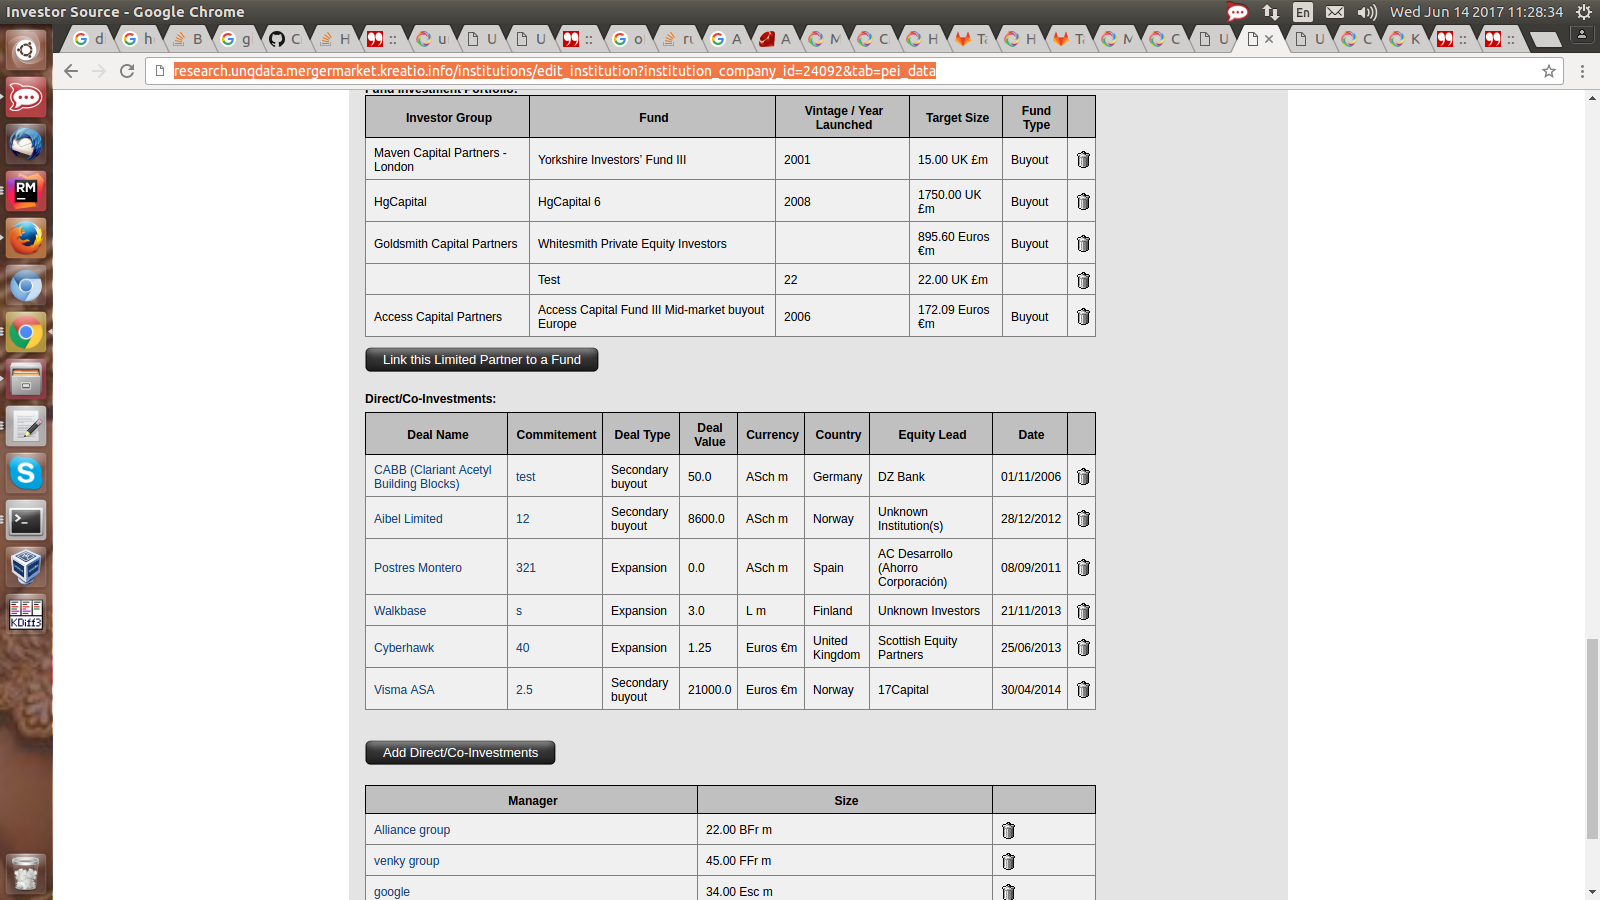 Investor Source - Google Chrome
En
Wed Jun 14 2017 11:28:34
research.unqdata.mergermarket.kreatio.info/institutions/edit_institution?institution_company_id=24092&tab=pei_data
Fund Investment Portfolio:
Investor Group Fund Vintage / Year Launched Target Size Fund Type
Maven Capital Partners - London Yorkshire Investors' Fund III 2001 15.00 UK £m Buyout
HgCapital HgCapital 6 2008 1750.00 UK £m Buyout
Goldsmith Capital Partners Whitesmith Private Equity Investors 895.60 Euros €m Buyout
Test 22 22.00 UK £m
Access Capital Partners Access Capital Fund III Mid-market buyout Europe 2006 172.09 Euros €m Buyout
Link this Limited Partner to a Fund
Direct/Co-Investments:
Deal Name Commitement Deal Type Deal Value Currency Country Equity Lead Date
CABB (Clariant Acetyl Building Blocks) test Secondary buyout 50.0 ASch m Germany DZ Bank 01/11/2006
Aibel Limited 12 Secondary buyout 8600.0 ASch m Norway Unknown Institution(s) 28/12/2012
Postres Montero 321 Expansion 0.0 ASch m Spain AC Desarrollo (Ahorro Corporación) 08/09/2011
Walkbase s Expansion 3.0 L m Finland Unknown Investors 21/11/2013
Cyberhawk 40 Expansion 1.25 Euros €m United Kingdom Scottish Equity Partners 25/06/2013
Visma ASA 2.5 Secondary buyout 21000.0 Euros €m Norway 17Capital 30/04/2014
Add Direct/Co-Investments
Manager Size
Alliance group 22.00 BFr m
venky group 45.00 FFr m
google 34.00 Esc m
RM
KDiff3